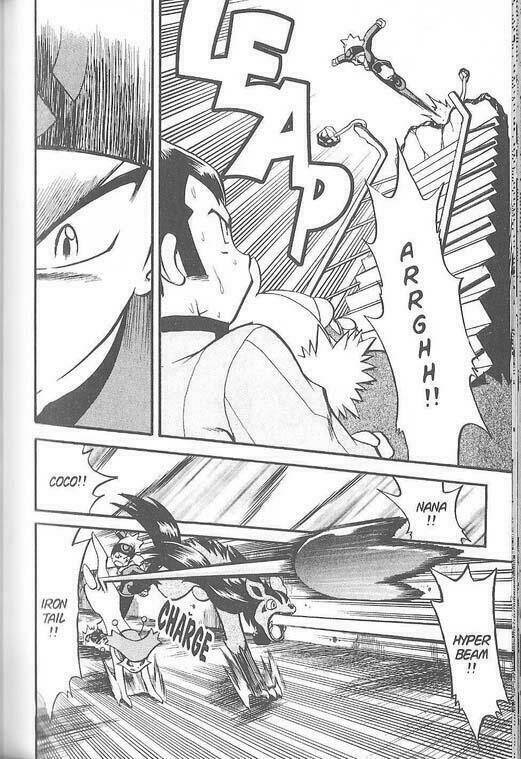 LEAP
ARRGHH!!
NANA
!!
COCO!!
HYPER
BEAM
!!
IRON
TAIL
!!
CHARGE